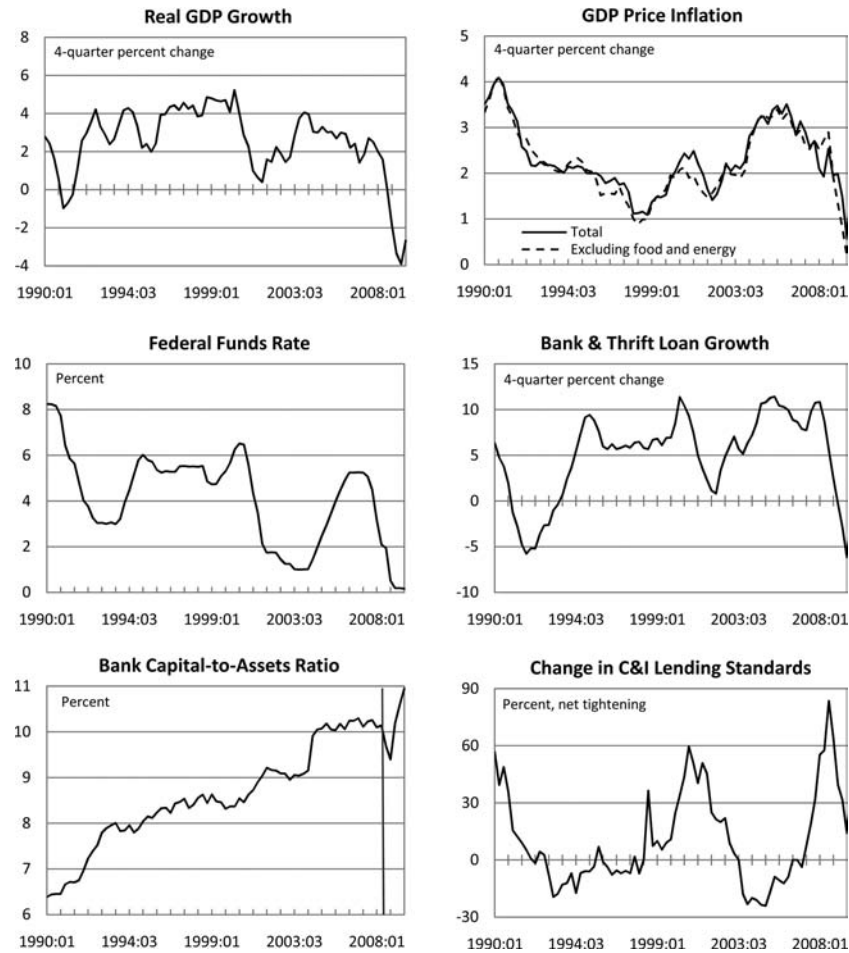 Real GDP Growth
8
4-quarter percent change
6
4
2
0
-2
-4
1990:01 1994:03 1999:01 2003:03 2008:01
GDP Price Inflation
5
4-quarter percent change
4
3
2
1
Total
Excluding food and energy
0
1990:01 1994:03 1999:01 2003:03 2008:01
Federal Funds Rate
10
Percent
8
6
4
2
0
1990:01 1994:03 1999:01 2003:03 2008:01
Bank & Thrift Loan Growth
15
4-quarter percent change
10
5
0
-5
-10
1990:01 1994:03 1999:01 2003:03 2008:01
Bank Capital-to-Assets Ratio
11
Percent
10
9
8
7
6
1990:01 1994:03 1999:01 2003:03 2008:01
Change in C&I Lending Standards
90
Percent, net tightening
60
30
0
-30
1990:01 1994:03 1999:01 2003:03 2008:01